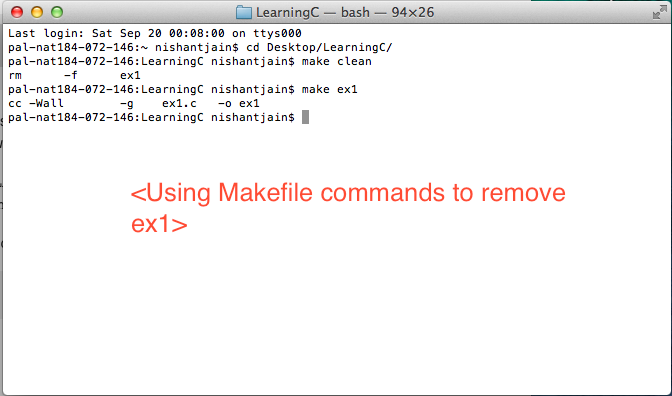 LearningC — bash — 94×26
Last login: Sat Sep 20 00:08:00 on ttys000
pal-nat184-072-146:~ nishantjain$ cd Desktop/LearningC/
pal-nat184-072-146:LearningC nishantjain$ make clean
rm      -f      ex1
pal-nat184-072-146:LearningC nishantjain$ make ex1
cc -Wall        -g    ex1.c   -o ex1
pal-nat184-072-146:LearningC nishantjain$
<Using Makefile commands to remove
ex1>